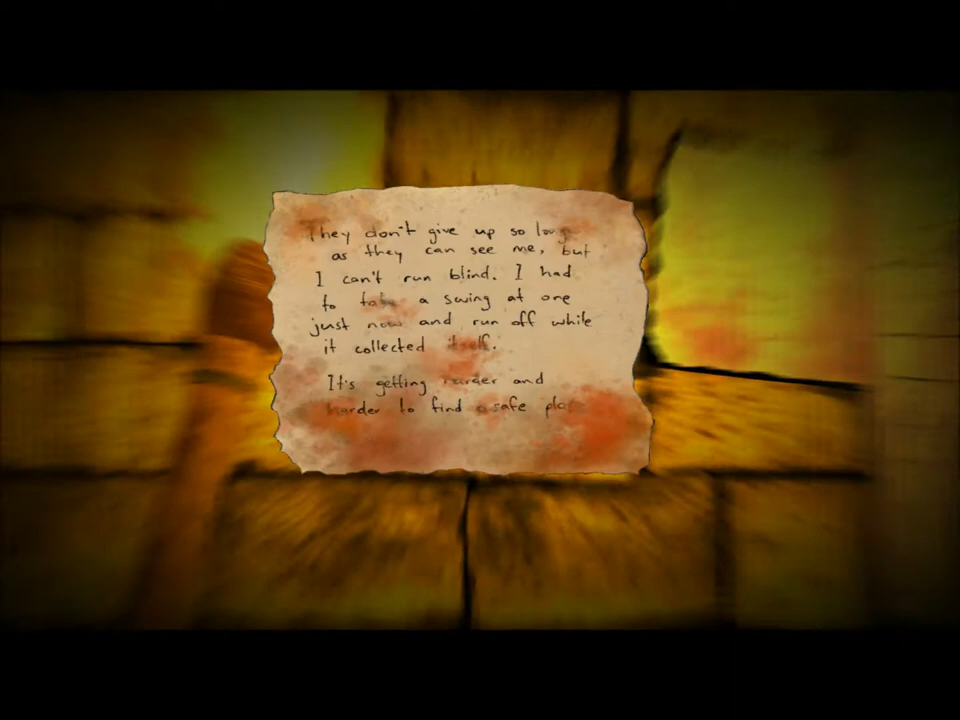 They don't give up so long
as they can see me, but
I can't run blind. I had
to take a swing at one
just now and run off while
it collected itself.
It's getting harder and
harder to find a safe place